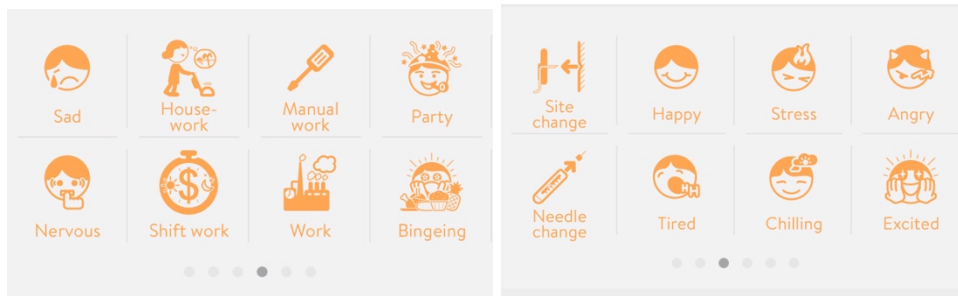 Sad
House-
work
Manual
work
Party
Nervous
Shift work
Work
Bingeing
Site
change
Happy
Stress
Angry
Needle
change
Tired
Chilling
Excited